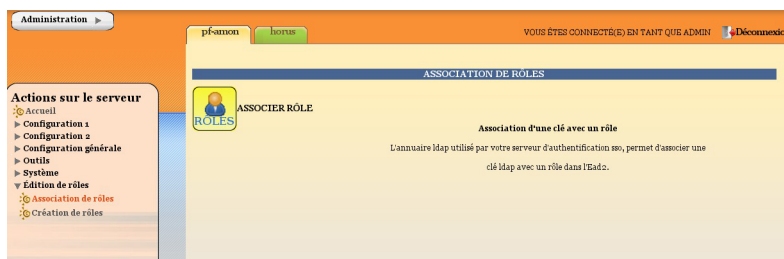 Administration
pf-amon
horus
VOUS ÊTES CONNECTÉ(E) EN TANT QUE ADMIN
Déconnexio
ASSOCIATION DE RÔLES
Actions sur le serveur
Accueil
Configuration 1
Configuration 2
Configuration générale
Outils
Système
Édition de rôles
Association de rôles
Création de rôles
RÔLES
ASSOCIER RÔLE
Association d'une clé avec un rôle
L'annuaire ldap utilisé par votre serveur d'authentification sso, permet d'associer une
clé ldap avec un rôle dans l'Ead2.